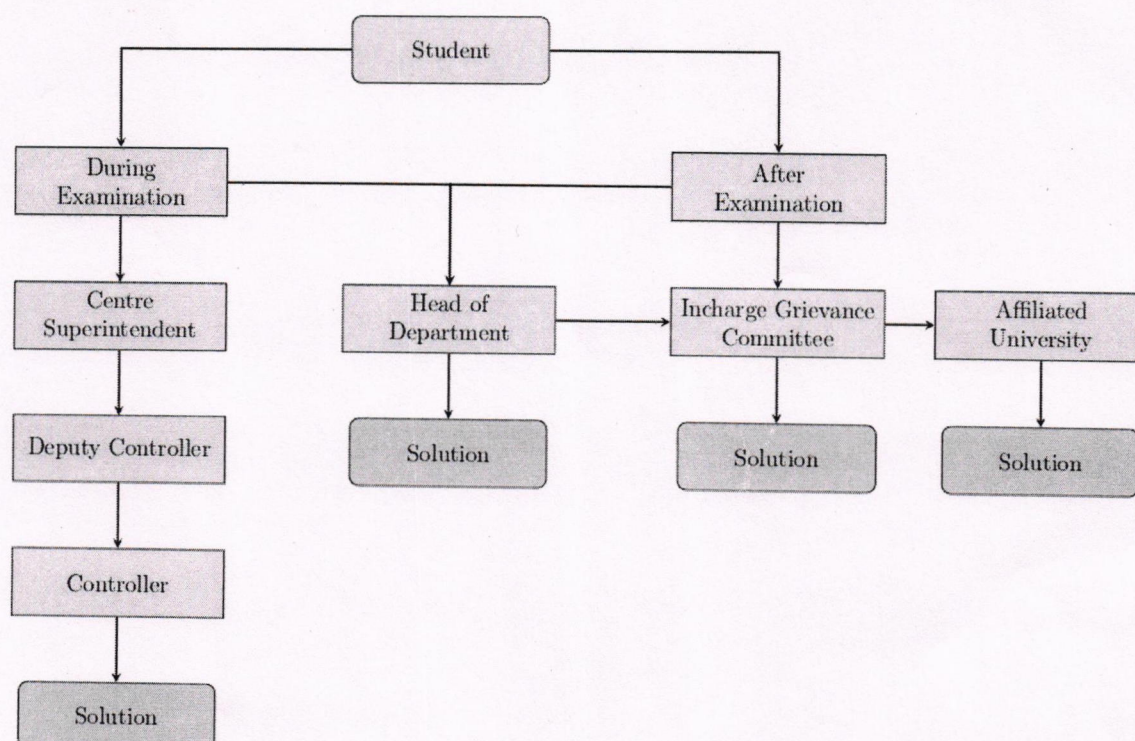 Student
During
Examination
After
Examination
Centre
Superintendent
Head of
Department
Incharge Grievance
Committee
Affiliated
University
Deputy Controller
Solution
Solution
Solution
Controller
Solution